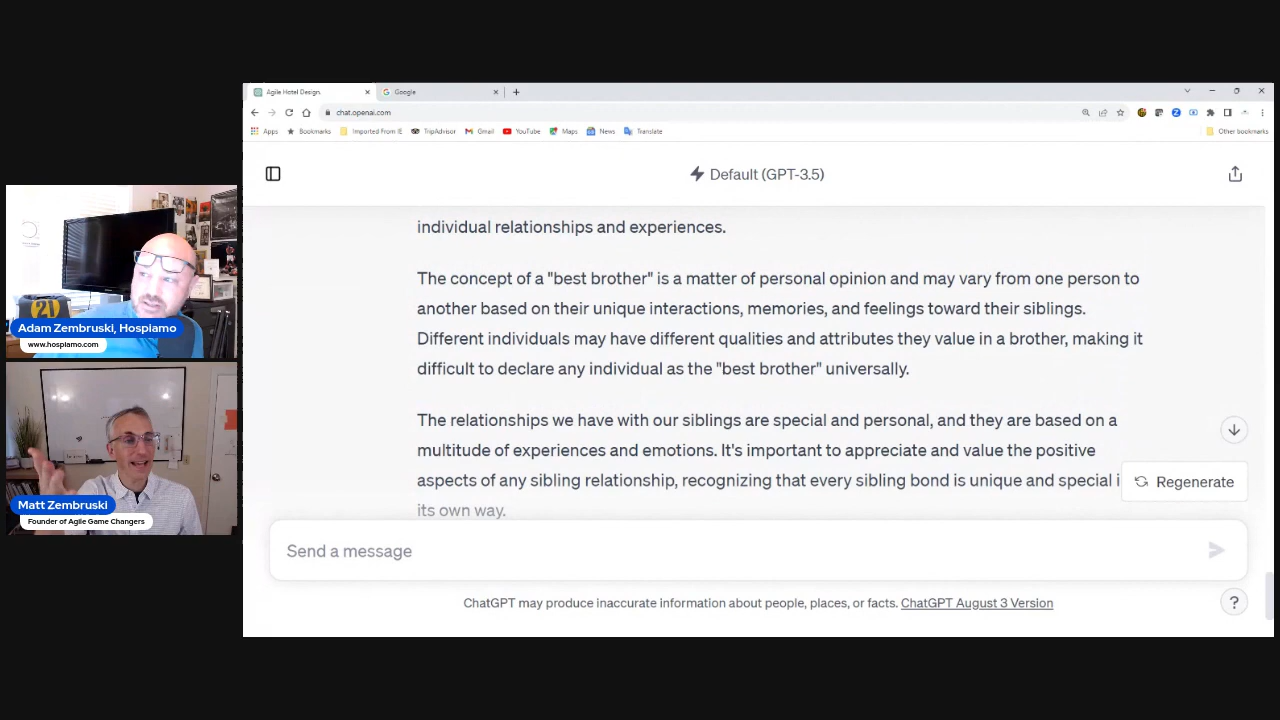 Agile Hotel Design.
Google
chat.openai.com
Apps
Bookmarks
Imported From IE
TripAdvisor
Gmail
YouTube
Maps
News
Translate
Other bookmarks
Default (GPT-3.5)
individual relationships and experiences.
The concept of a "best brother" is a matter of personal opinion and may vary from one person to
another based on their unique interactions, memories, and feelings toward their siblings.
Different individuals may have different qualities and attributes they value in a brother, making it
difficult to declare any individual as the "best brother" universally.
The relationships we have with our siblings are special and personal, and they are based on a
multitude of experiences and emotions. It's important to appreciate and value the positive
aspects of any sibling relationship, recognizing that every sibling bond is unique and special i
its own way.
Regenerate
Send a message
ChatGPT may produce inaccurate information about people, places, or facts. ChatGPT August 3 Version
?
21
Adam Zembruski, Hospiamo
www.hospiamo.com
Matt Zembruski
Founder of Agile Game Changers